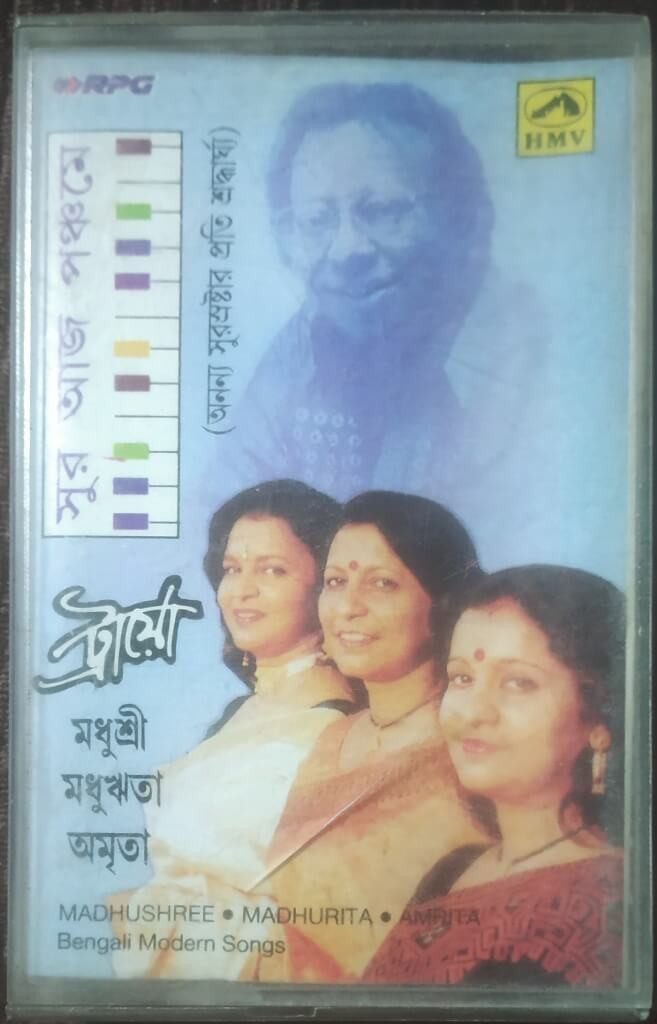 RPG
HMV
সুর আজ পঞ্চমে
(অনন্য সুরস্রষ্টার প্রতি শ্রদ্ধার্ঘ্য)
ট্রায়ো
মধুশ্রী
মধুঋতা
অমৃতা
MADHUSHREE • MADHURITA • AMRITA
Bengali Modern Songs